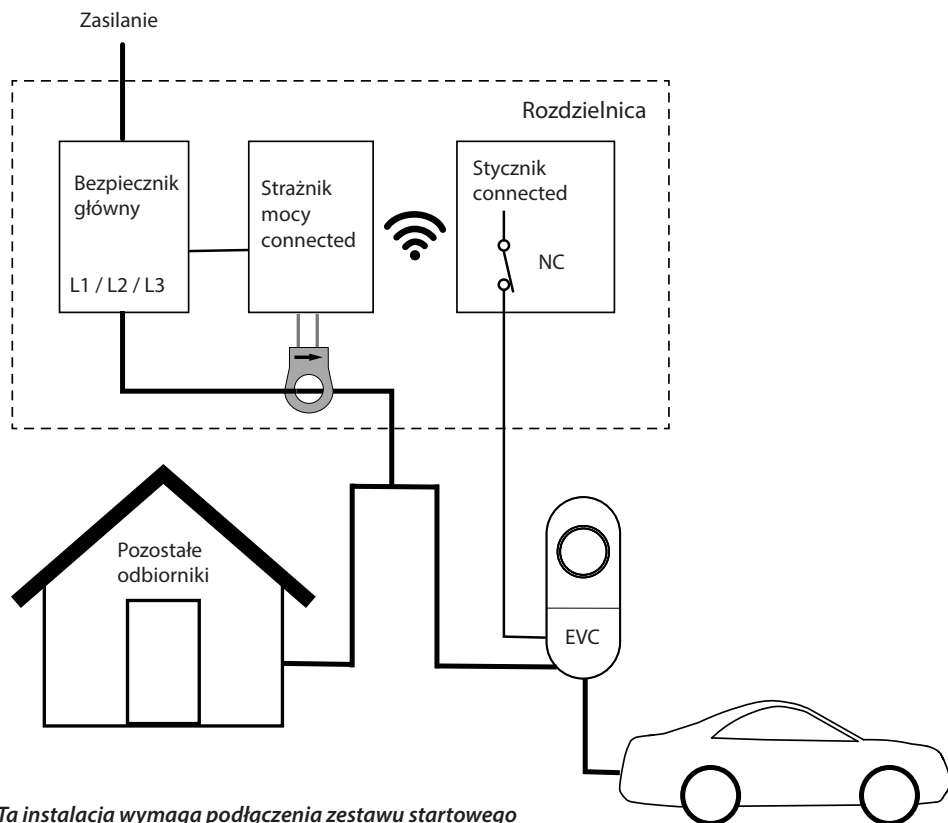 Zasilanie
Rozdzielnica
Bezpiecznik
główny
L1 / L2 / L3
Strażnik
mocy
connected
Stycznik
connected
NC
Pozostałe
odbiorniki
EVC
Ta instalacja wymaga podłączenia zestawu startowego